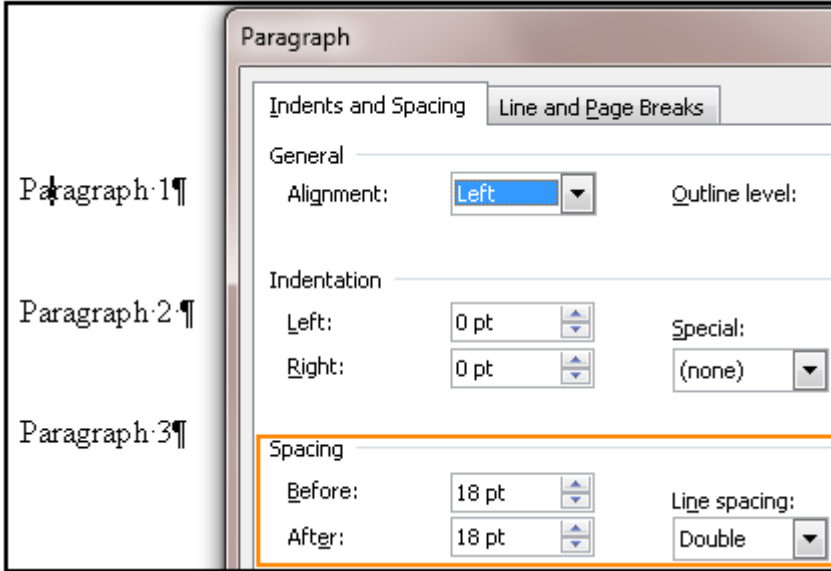 Paragraph
Indents and Spacing
Line and Page Breaks
General
Alignment: Left Outline level:
Paragraph·1¶
Indentation
Left: 0 pt Special:
Right: 0 pt (none)
Paragraph·2·¶
Paragraph·3¶
Spacing
Before: 18 pt Line spacing:
After: 18 pt Double